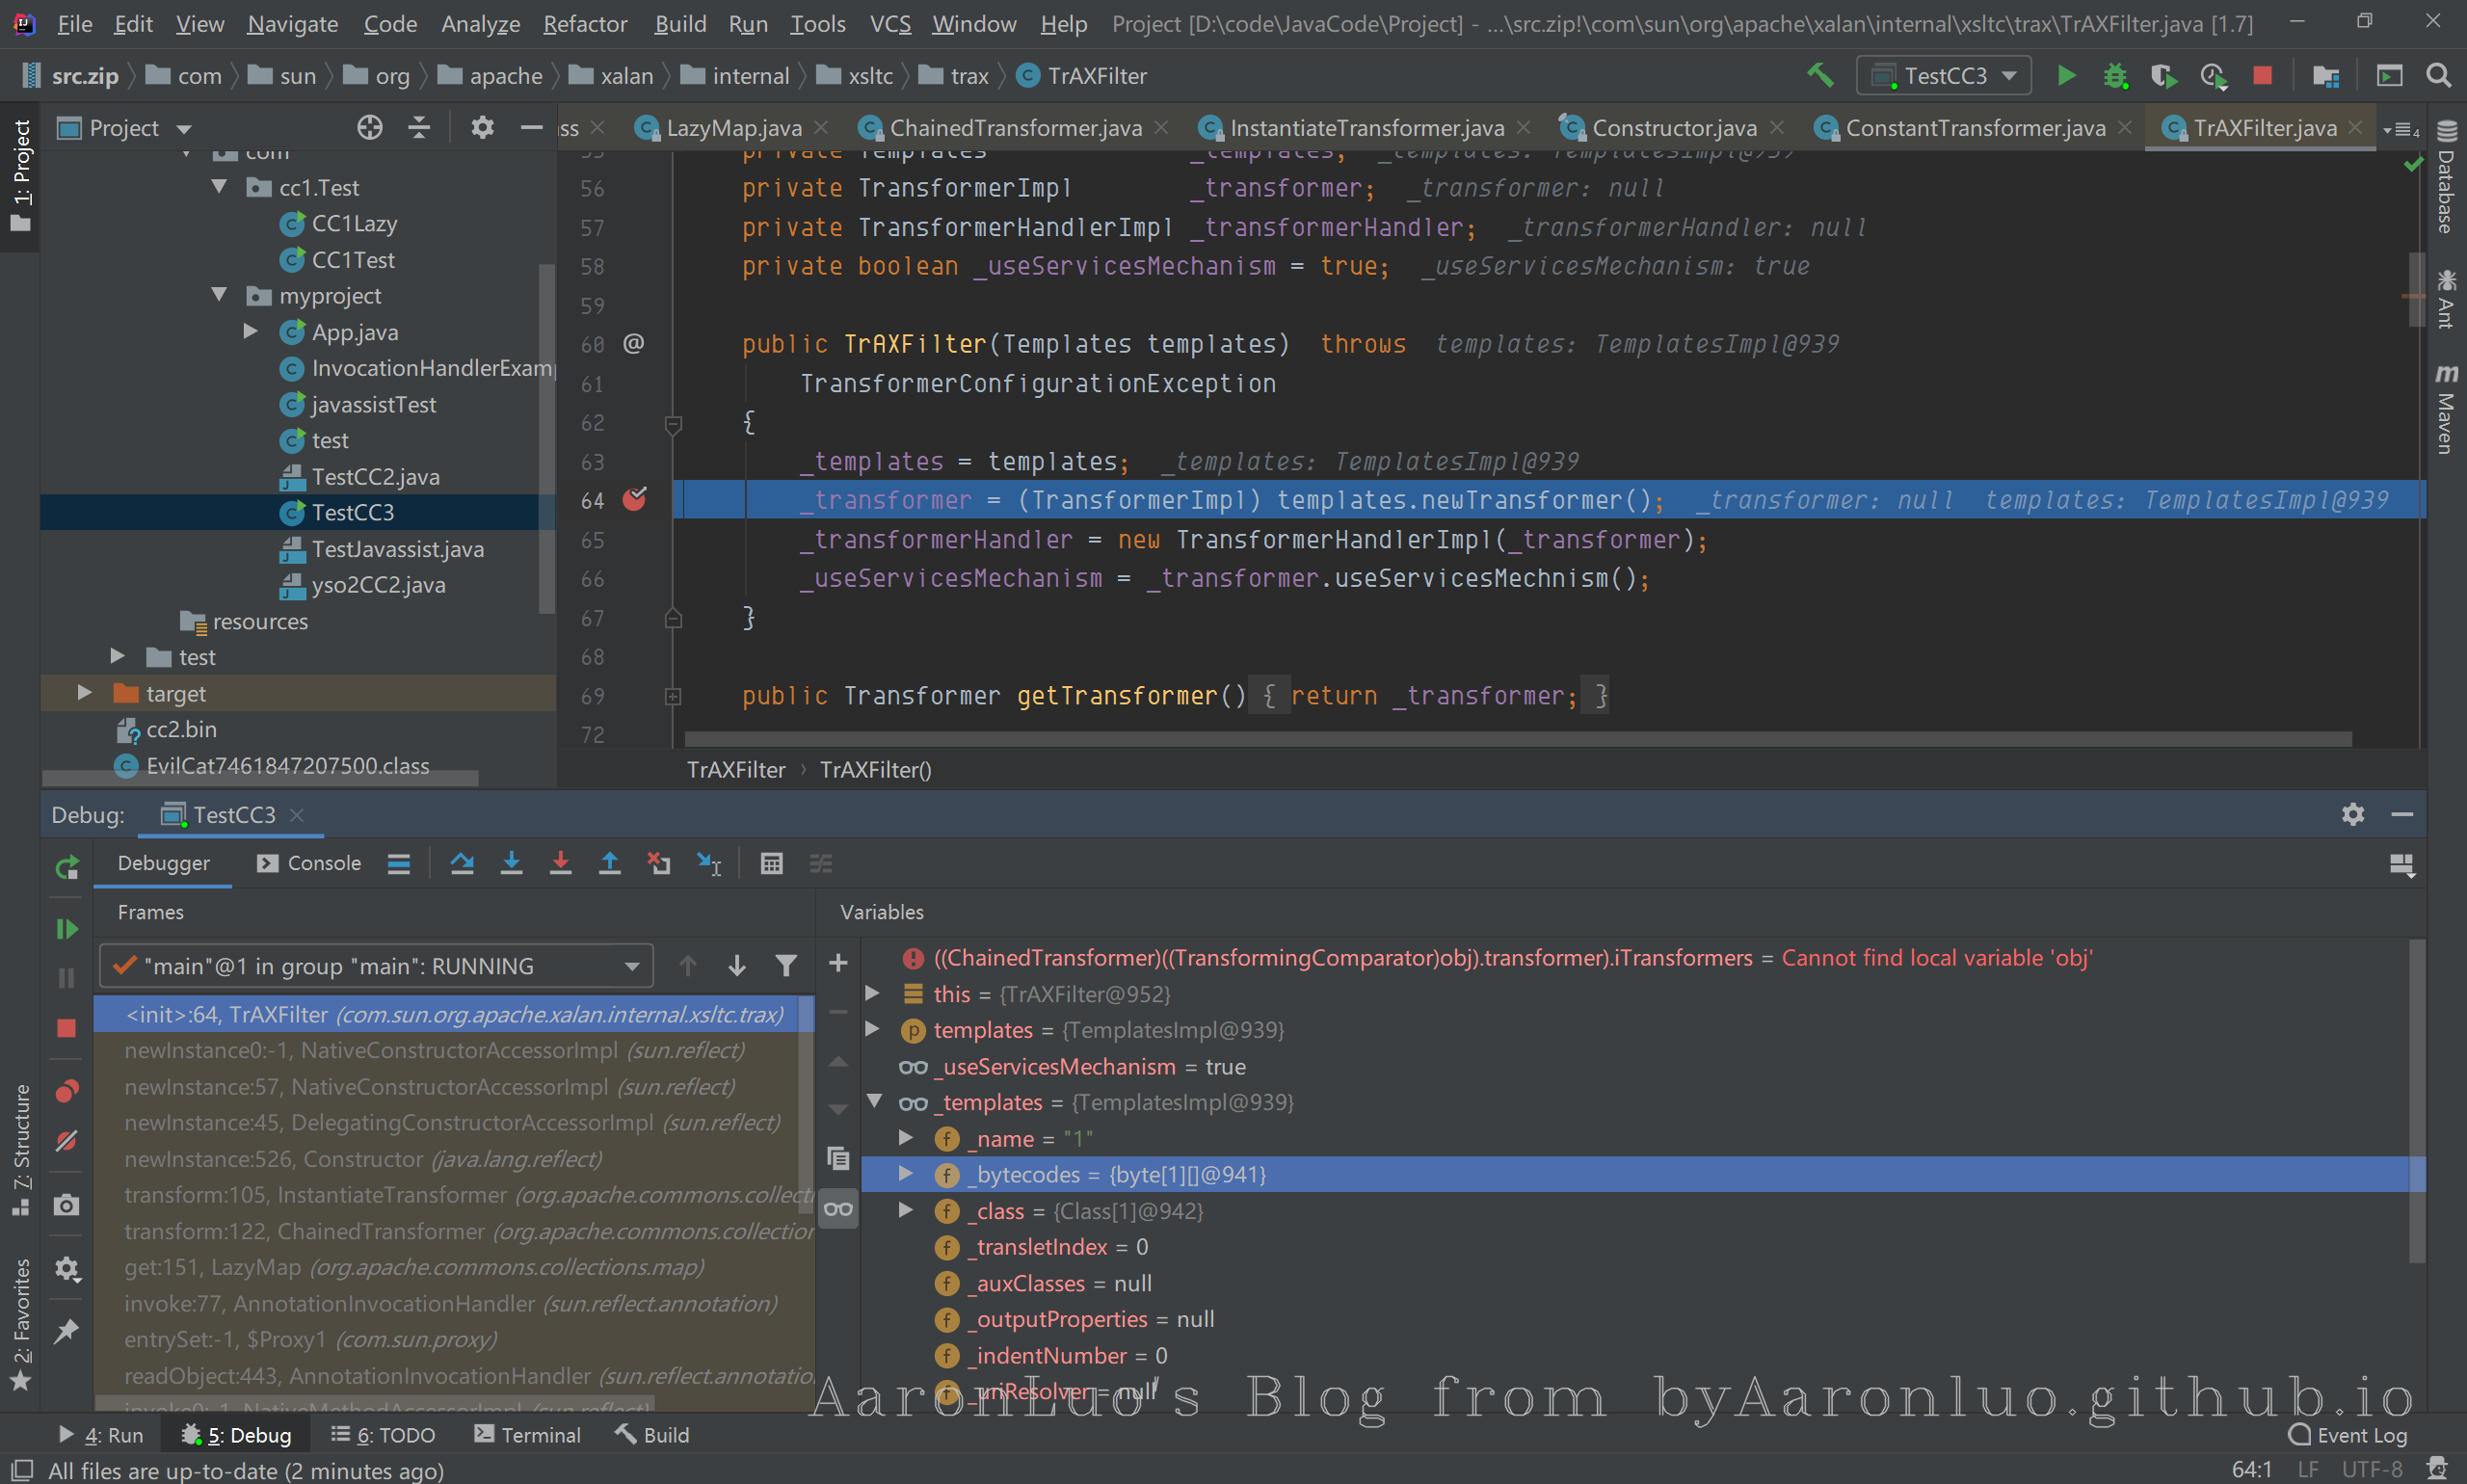 File Edit View Navigate Code Analyze Refactor Build Run Tools VCS Window Help Project [D:\code\JavaCode\Project] - ...\src.zip!\com\sun\org\apache\xalan\internal\xsltc\trax\TrAXFilter.java [1.7]
src.zip com sun org apache xalan internal xsltc trax TrAXFilter TestCC3
Project ss LazyMap.java ChainedTransformer.java InstantiateTransformer.java Constructor.java ConstantTransformer.java TrAXFilter.java 4
1: Project
com
cc1.Test
CC1Lazy
CC1Test
myproject
App.java
InvocationHandlerExam
javassistTest
test
TestCC2.java
TestCC3
TestJavassist.java
yso2CC2.java
resources
test
target
cc2.bin
EvilCat7461847207500.class
55 private Templates _templates; _templates: TemplatesImpl@939
56 private TransformerImpl _transformer; _transformer: null
57 private TransformerHandlerImpl _transformerHandler; _transformerHandler: null
58 private boolean _useServicesMechanism = true; _useServicesMechanism: true
59
60 @ public TrAXFilter(Templates templates) throws templates: TemplatesImpl@939
61 TransformerConfigurationException
62 {
63 _templates = templates; _templates: TemplatesImpl@939
64 _transformer = (TransformerImpl) templates.newTransformer(); _transformer: null templates: TemplatesImpl@939
65 _transformerHandler = new TransformerHandlerImpl(_transformer);
66 _useServicesMechanism = _transformer.useServicesMechnism();
67 }
68
69 public Transformer getTransformer() { return _transformer; }
72
TrAXFilter › TrAXFilter()
Database
Ant
Maven
Debug: TestCC3
Debugger Console
Frames
"main"@1 in group "main": RUNNING
<init>:64, TrAXFilter (com.sun.org.apache.xalan.internal.xsltc.trax)
newInstance0:-1, NativeConstructorAccessorImpl (sun.reflect)
newInstance:57, NativeConstructorAccessorImpl (sun.reflect)
newInstance:45, DelegatingConstructorAccessorImpl (sun.reflect)
newInstance:526, Constructor (java.lang.reflect)
transform:105, InstantiateTransformer (org.apache.commons.collecti
transform:122, ChainedTransformer (org.apache.commons.collection
get:151, LazyMap (org.apache.commons.collections.map)
invoke:77, AnnotationInvocationHandler (sun.reflect.annotation)
entrySet:-1, $Proxy1 (com.sun.proxy)
readObject:443, AnnotationInvocationHandler (sun.reflect.annotatio
invoke0:-1, NativeMethodAccessorImpl (sun.reflect)
Variables
((ChainedTransformer)((TransformingComparator)obj).transformer).iTransformers = Cannot find local variable 'obj'
this = {TrAXFilter@952}
templates = {TemplatesImpl@939}
_useServicesMechanism = true
_templates = {TemplatesImpl@939}
_name = "1"
_bytecodes = {byte[1][]@941}
_class = {Class[1]@942}
_transletIndex = 0
_auxClasses = null
_outputProperties = null
_indentNumber = 0
_uriResolver = null
AaronLuo's Blog from byAaronluo.github.io
7: Structure
2: Favorites
4: Run 5: Debug 6: TODO Terminal Build Event Log
All files are up-to-date (2 minutes ago) 64:1 LF UTF-8